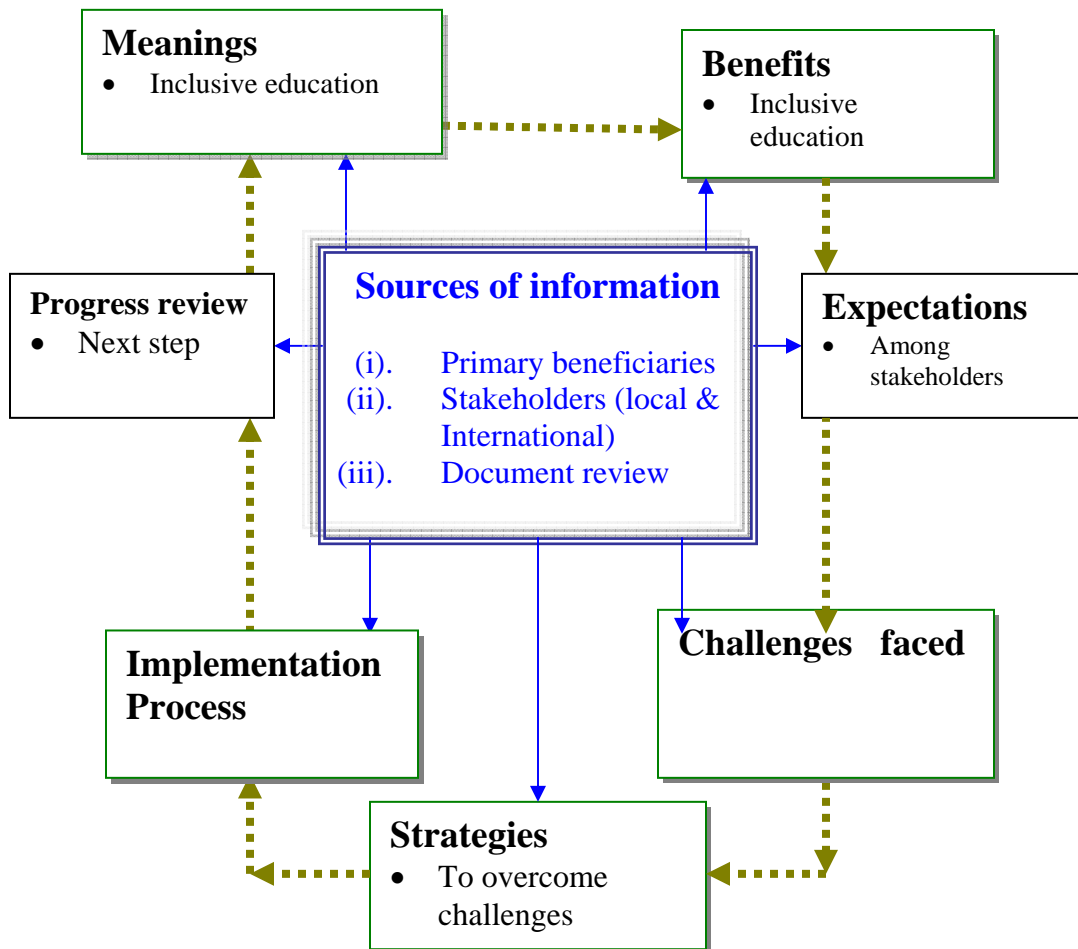 Meanings
• Inclusive education
Benefits
• Inclusive
education
Sources of information
(i). Primary beneficiaries
(ii). Stakeholders (local &
International)
(iii). Document review
Progress review
• Next step
Expectations
• Among
stakeholders
Implementation
Process
Challenges faced
Strategies
• To overcome
challenges